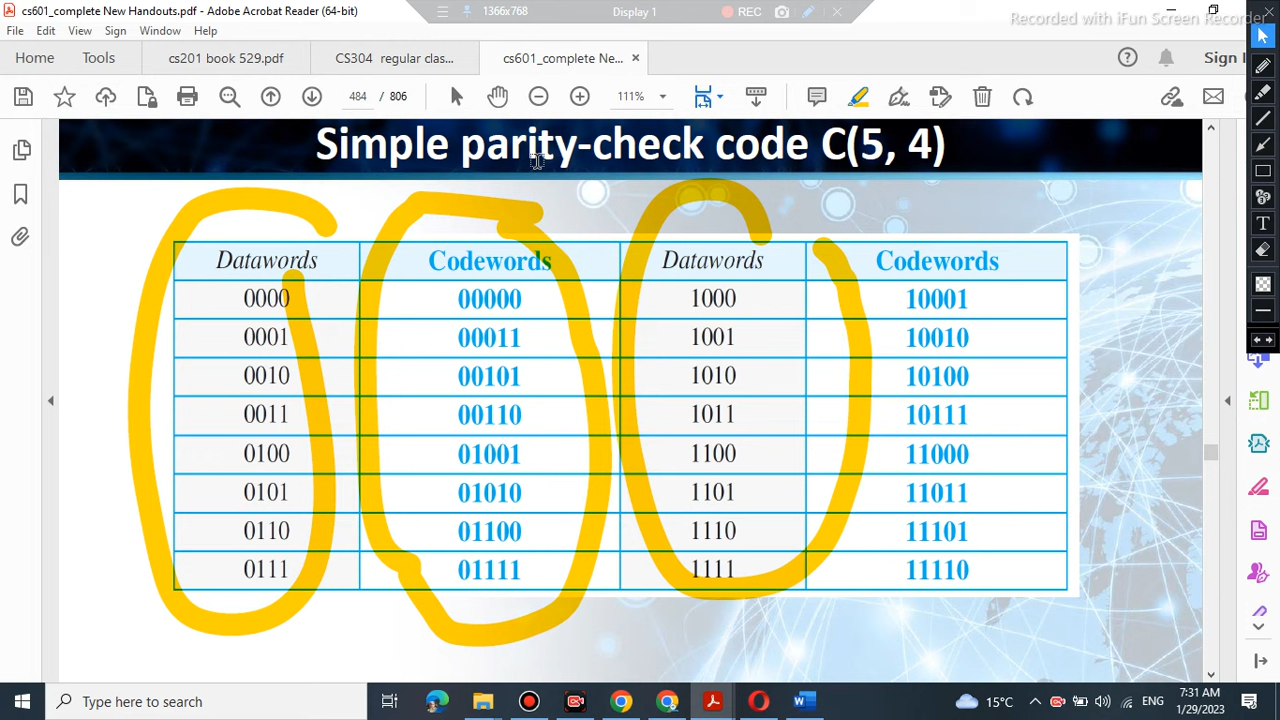 cs601_complete New Handouts.pdf - Adobe Acrobat Reader (64-bit)
1366x768
Display 1
REC
Recorded with iFun Screen Recorder
File Edit View Sign Window Help
Home Tools cs201 book 529.pdf CS304 regular clas... cs601_complete Ne... × Sign I
484 / 806 111%
Simple parity-check code C(5, 4)
Datawords Codewords Datawords Codewords
0000 00000 1000 10001
0001 00011 1001 10010
0010 00101 1010 10100
0011 00110 1011 10111
0100 01001 1100 11000
0101 01010 1101 11011
0110 01100 1110 11101
0111 01111 1111 11110
Type here to search
15°C ENG
7:31 AM
1/29/2023